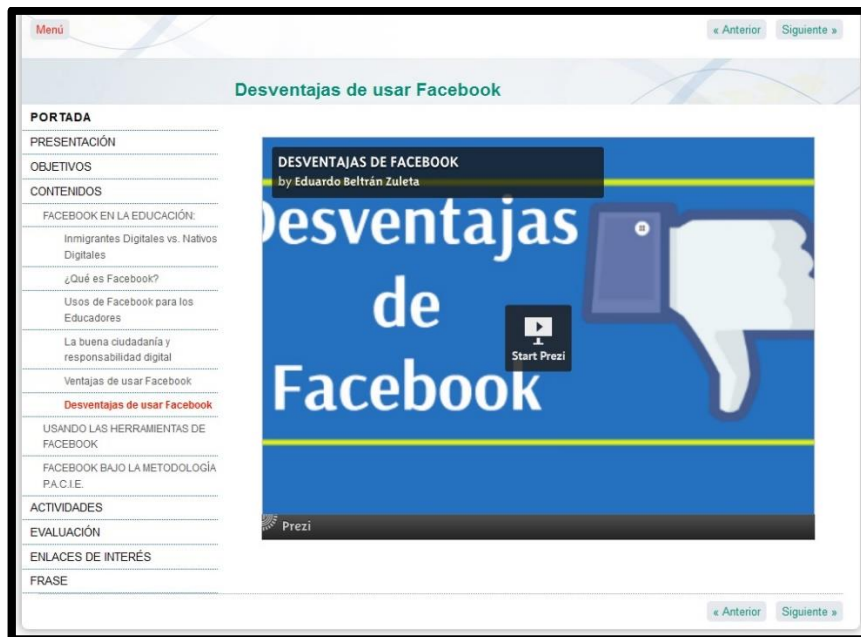 Menú
« Anterior Siguiente »
Desventajas de usar Facebook
PORTADA
PRESENTACIÓN
OBJETIVOS
CONTENIDOS
FACEBOOK EN LA EDUCACIÓN:
Inmigrantes Digitales vs. Nativos
Digitales
¿Qué es Facebook?
Usos de Facebook para los
Educadores
La buena ciudadanía y
responsabilidad digital
Ventajas de usar Facebook
Desventajas de usar Facebook
USANDO LAS HERRAMIENTAS DE
FACEBOOK
FACEBOOK BAJO LA METODOLOGÍA
P.A.C.I.E.
ACTIVIDADES
EVALUACIÓN
ENLACES DE INTERÉS
FRASE
DESVENTAJAS DE FACEBOOK
by Eduardo Beltrán Zuleta
Desventajas
de
Facebook
Start Prezi
Prezi
« Anterior Siguiente »